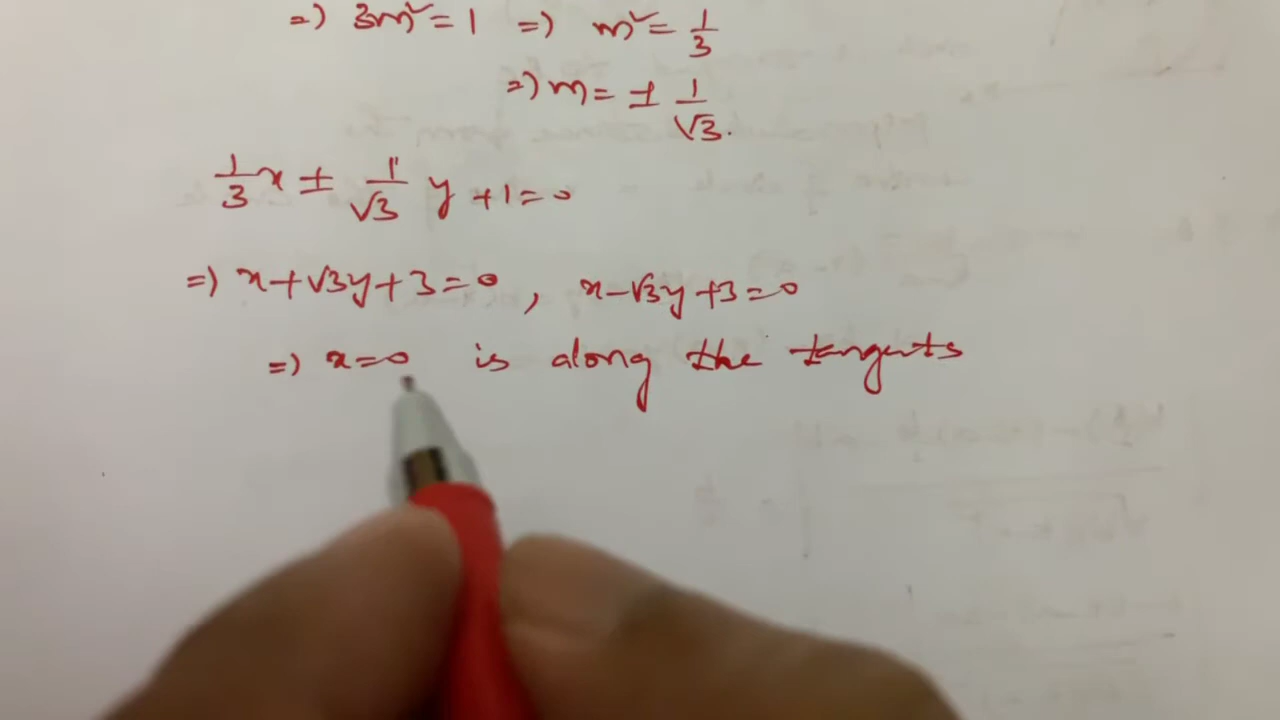 =) 3m² = 1 =) m² = 1/3
=) m = ± 1/√3.
1/3 x ± 1/√3 y + 1 = 0
=) x + √3y + 3 = 0 , x - √3y + 3 = 0
=) x = 0 is along the tangents